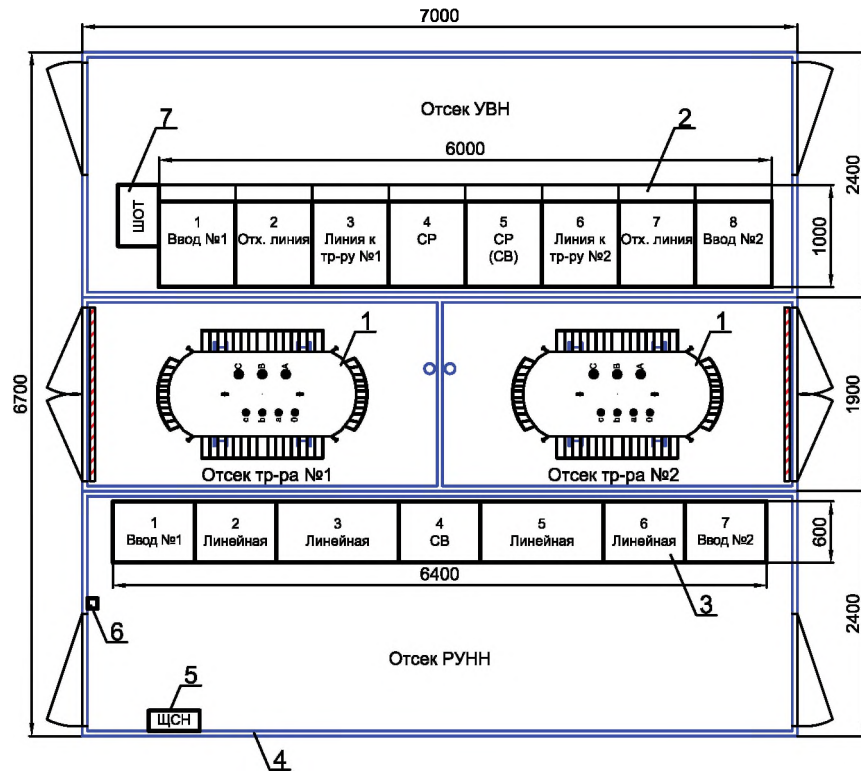 7000
Отсек УВН
7
2
6000
2400
ШОТ
1
Ввод №1
2
Отх. линия
3
Линия к
тр-ру №1
4
СР
5
СР
(СВ)
6
Линия к
тр-ру №2
7
Отх. линия
8
Ввод №2
1000
6700
1
C
B
A
c
b
a
0
Отсек тр-ра №1
1
C
B
A
c
b
a
0
Отсек тр-ра №2
1900
1
Ввод №1
2
Линейная
3
Линейная
4
СВ
5
Линейная
6
Линейная
7
Ввод №2
600
6400
3
2400
6
Отсек РУНН
5
ЩСН
4